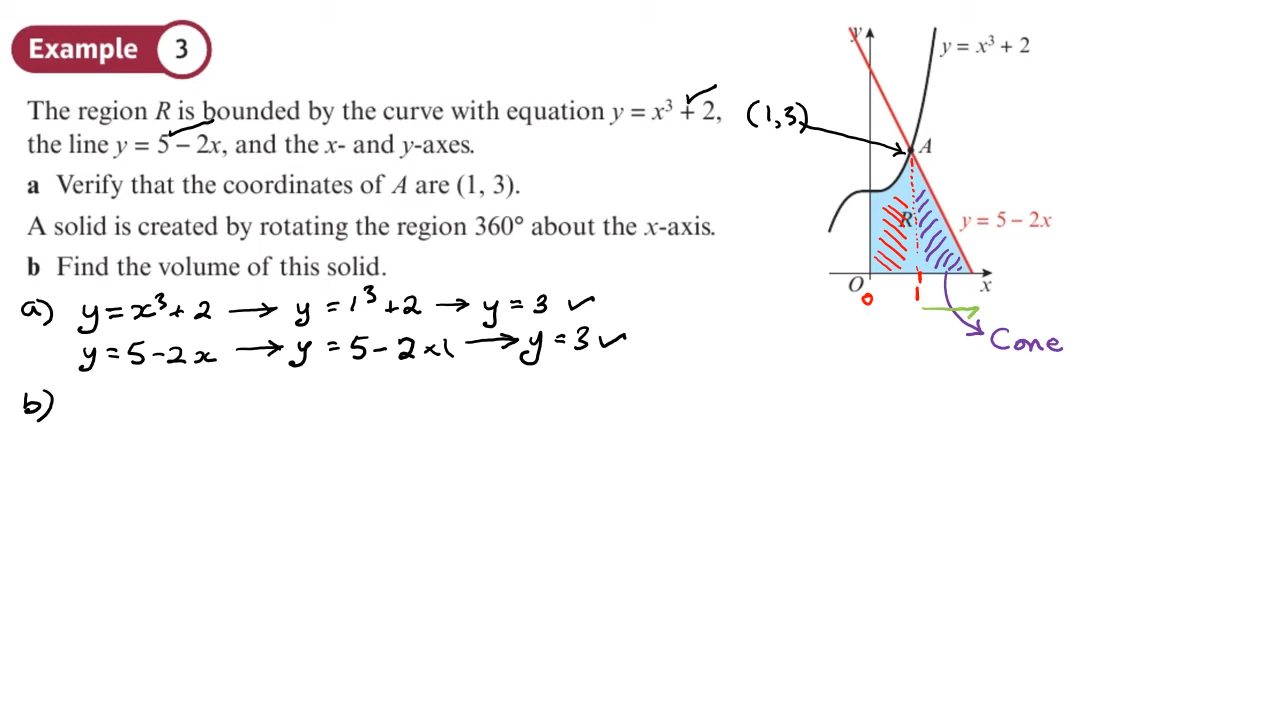 Example 3
The region R is bounded by the curve with equation y = x³ + 2,
the line y = 5 − 2x, and the x- and y-axes.
a Verify that the coordinates of A are (1, 3).
A solid is created by rotating the region 360° about the x-axis.
b Find the volume of this solid.
a) y = x³ + 2 → y = 1³ + 2 → y = 3 ✓
y = 5 − 2x → y = 5 − 2×1 → y = 3 ✓
b)
y
y = x³ + 2
(1,3)
A
R
y = 5 − 2x
O
x
0
1
Cone